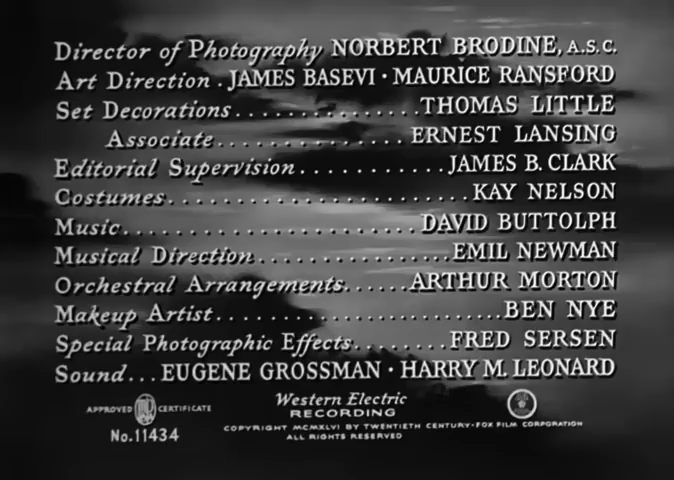 Director of Photography NORBERT BRODINE, A.S.C.
Art Direction . JAMES BASEVI · MAURICE RANSFORD
Set Decorations................THOMAS LITTLE
Associate................ERNEST LANSING
Editorial Supervision...........JAMES B. CLARK
Costumes..........................KAY NELSON
Music..........................DAVID BUTTOLPH
Musical Direction.................EMIL NEWMAN
Orchestral Arrangements......ARTHUR MORTON
Makeup Artist.........................BEN NYE
Special Photographic Effects........FRED SERSEN
Sound...EUGENE GROSSMAN · HARRY M. LEONARD
APPROVED CERTIFICATE
No. 11434
Western Electric
RECORDING
COPYRIGHT MCMXLVI BY TWENTIETH CENTURY-FOX FILM CORPORATION
ALL RIGHTS RESERVED